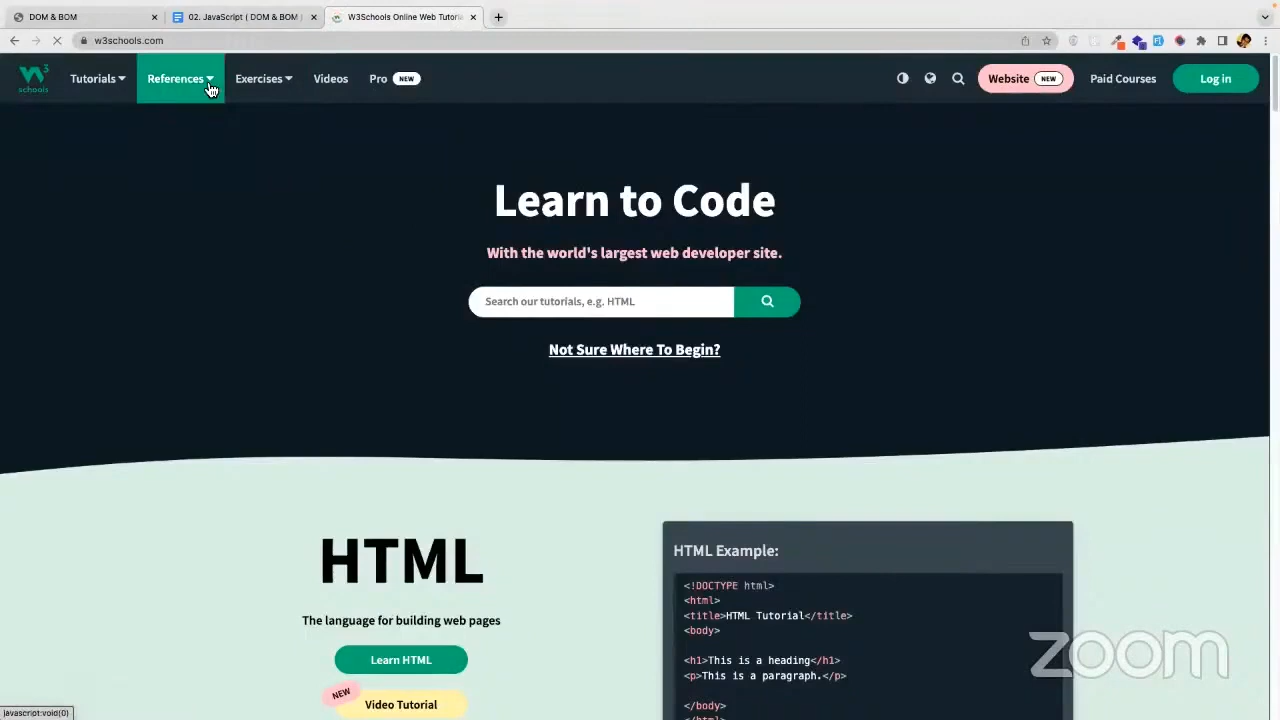 DOM & BOM
02. JavaScript ( DOM & BOM )
W3Schools Online Web Tutoria
w3schools.com
W3 schools
Tutorials
References
Exercises
Videos
Pro NEW
Website NEW
Paid Courses
Log in
Learn to Code
With the world's largest web developer site.
Search our tutorials, e.g. HTML
Not Sure Where To Begin?
HTML
The language for building web pages
Learn HTML
NEW
Video Tutorial
HTML Example:
<!DOCTYPE html>
<html>
<title>HTML Tutorial</title>
<body>
<h1>This is a heading</h1>
<p>This is a paragraph.</p>
</body>
</html>
zoom
javascript:void(0)